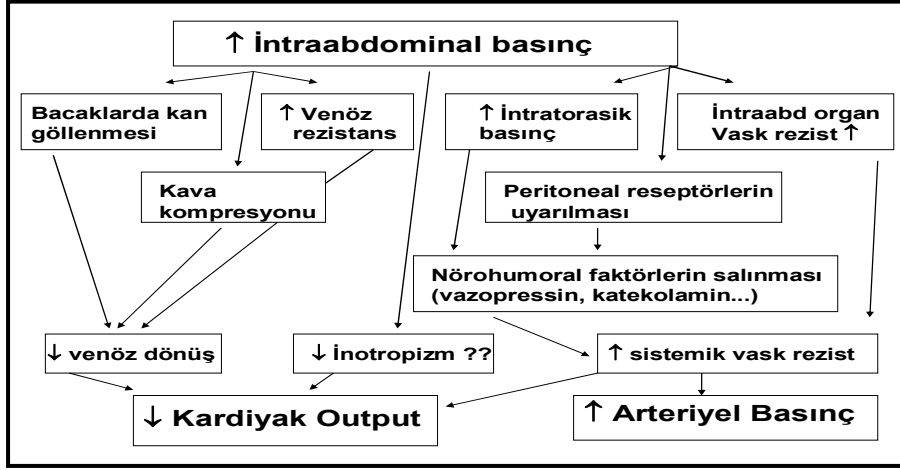 ↑ İntraabdominal basınç
Bacaklarda kan
göllenmesi
↑ Venöz
rezistans
↑ İntratorasik
basınç
İntraabd organ
Vask rezist ↑
Kava
kompresyonu
Peritoneal reseptörlerin
uyarılması
Nörohumoral faktörlerin salınması
(vazopressin, katekolamin...)
↓ venöz dönüş
↓ İnotropizm ??
↑ sistemik vask rezist
↓ Kardiyak Output
↑ Arteriyel Basınç